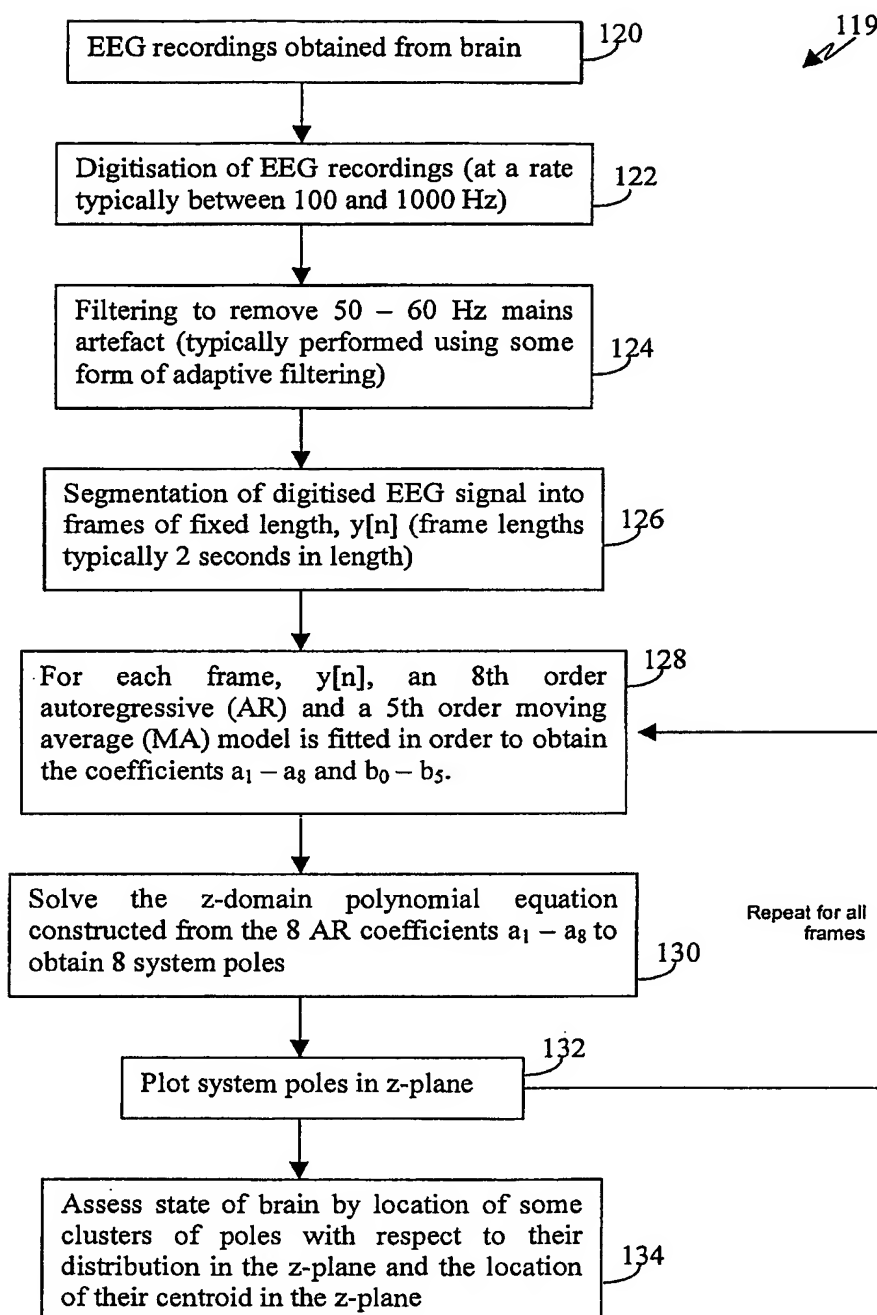 119
EEG recordings obtained from brain
120
Digitisation of EEG recordings (at a rate
typically between 100 and 1000 Hz)
122
Filtering to remove 50 – 60 Hz mains
artefact (typically performed using some
form of adaptive filtering)
124
Segmentation of digitised EEG signal into
frames of fixed length, y[n] (frame lengths
typically 2 seconds in length)
126
For each frame, y[n], an 8th order
autoregressive (AR) and a 5th order moving
average (MA) model is fitted in order to obtain
the coefficients a₁ – a₈ and b₀ – b₅.
128
Solve the z-domain polynomial equation
constructed from the 8 AR coefficients a₁ – a₈ to
obtain 8 system poles
130
Repeat for all
frames
Plot system poles in z-plane
132
Assess state of brain by location of some
clusters of poles with respect to their
distribution in the z-plane and the location
of their centroid in the z-plane
134